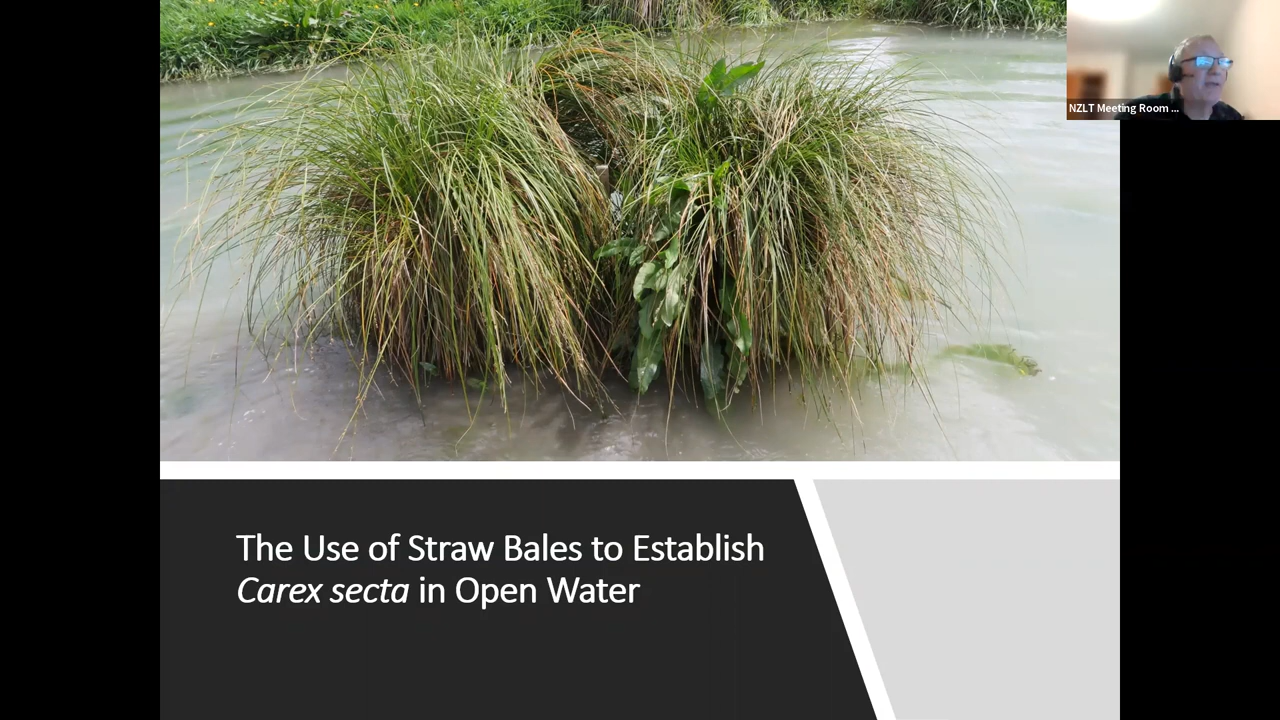 NZLT Meeting Room ...
The Use of Straw Bales to Establish
Carex secta in Open Water